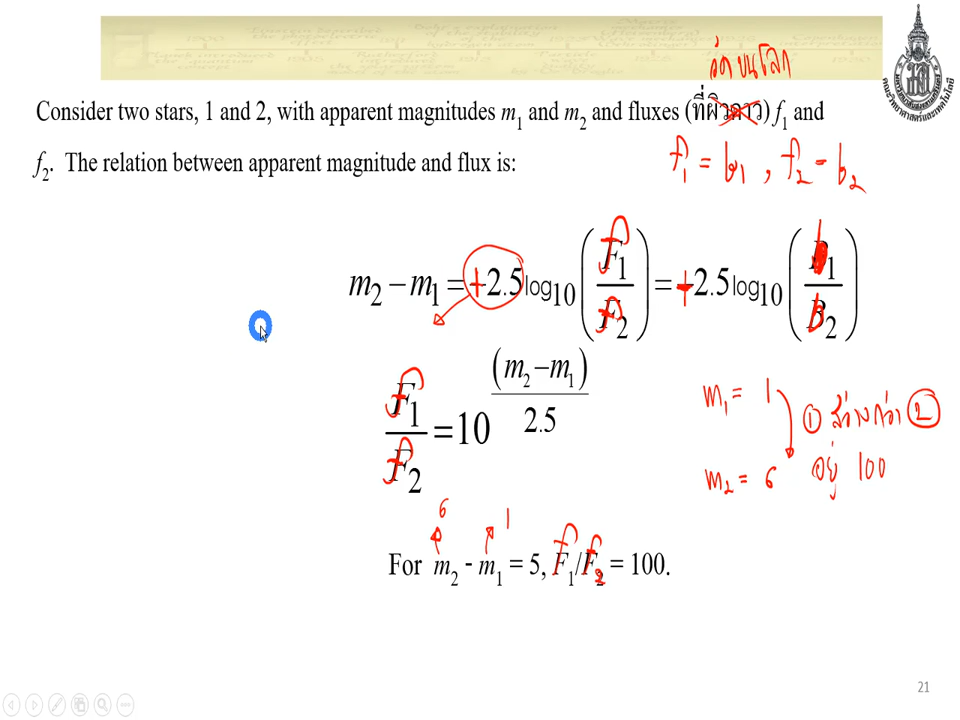 วัดบนโลก
Consider two stars, 1 and 2, with apparent magnitudes m1 and m2 and fluxes (ที่ผิวดาว) f1 and
f2. The relation between apparent magnitude and flux is:
f1 = b1 , f2 = b2
m2 − m1 = +2.5 log10 (f1/f2) = +2.5 log10 (b1/b2)
f1/f2 = 10^((m2 − m1)/2.5)
m1 = 1
① สว่างกว่า ②
m2 = 6 อยู่ 100
6 1
For m2 - m1 = 5, f1/f2 = 100.
21